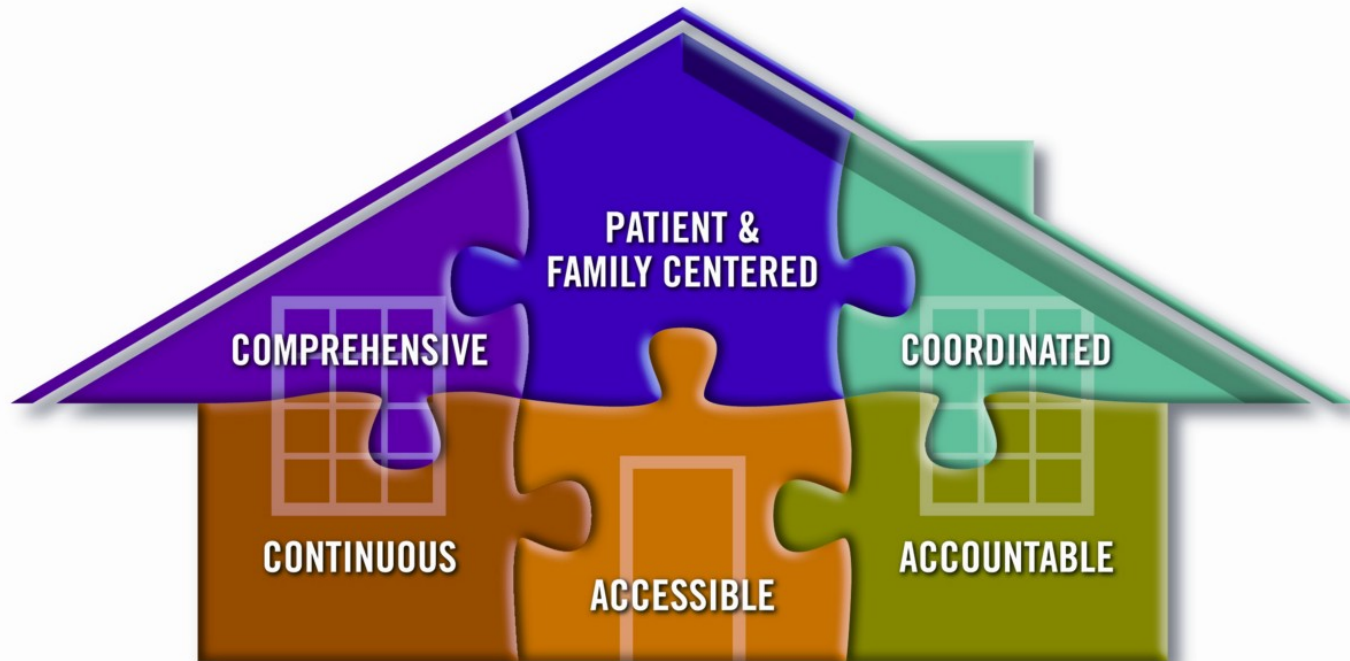 PATIENT &
FAMILY CENTERED
COMPREHENSIVE
COORDINATED
CONTINUOUS
ACCESSIBLE
ACCOUNTABLE